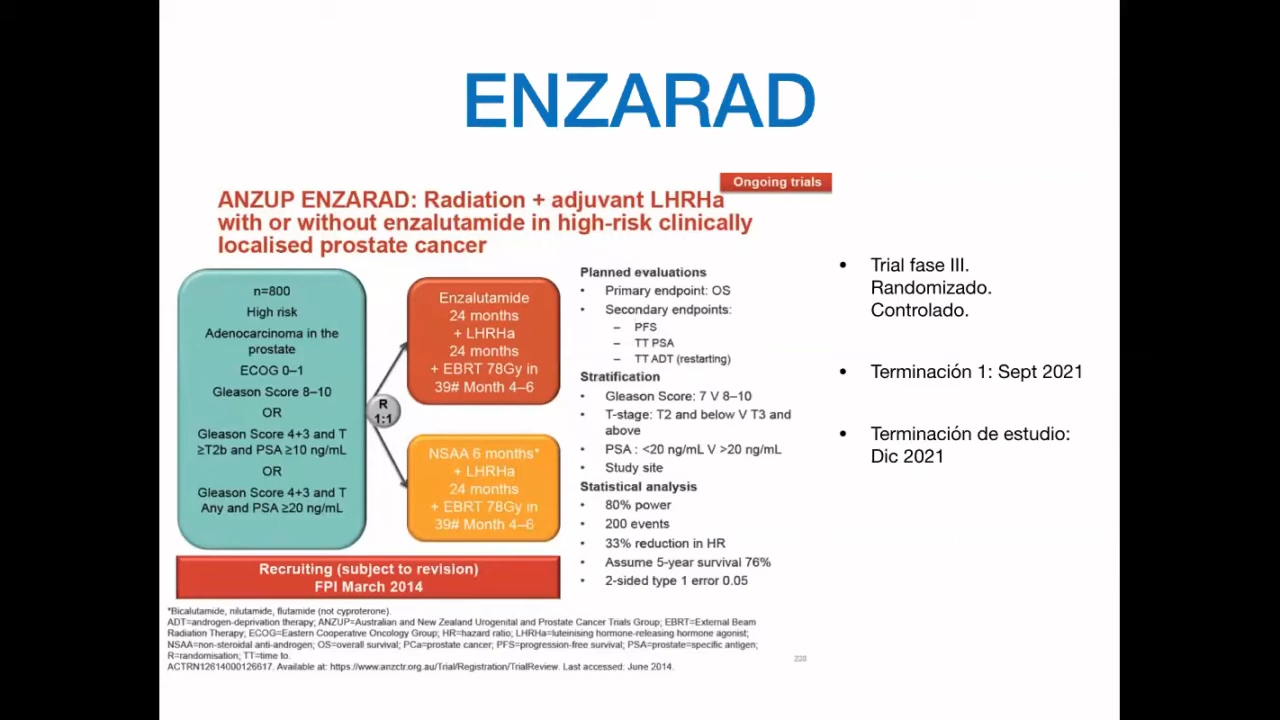 ENZARAD
Ongoing trials
ANZUP ENZARAD: Radiation + adjuvant LHRHa
with or without enzalutamide in high-risk clinically
localised prostate cancer
n=800
High risk
Adenocarcinoma in the
prostate
ECOG 0–1
Gleason Score 8–10
OR
Gleason Score 4+3 and T
≥T2b and PSA ≥10 ng/mL
OR
Gleason Score 4+3 and T
Any and PSA ≥20 ng/mL
R
1:1
Enzalutamide
24 months
+ LHRHa
24 months
+ EBRT 78Gy in
39# Month 4–6
NSAA 6 months*
+ LHRHa
24 months
+ EBRT 78Gy in
39# Month 4–6
Recruiting (subject to revision)
FPI March 2014
Planned evaluations
• Primary endpoint: OS
• Secondary endpoints:
– PFS
– TT PSA
– TT ADT (restarting)
Stratification
• Gleason Score: 7 V 8–10
• T-stage: T2 and below V T3 and
above
• PSA : <20 ng/mL V >20 ng/mL
• Study site
Statistical analysis
• 80% power
• 200 events
• 33% reduction in HR
• Assume 5-year survival 76%
• 2-sided type 1 error 0.05
• Trial fase III.
Randomizado.
Controlado.
• Terminación 1: Sept 2021
• Terminación de estudio:
Dic 2021
*Bicalutamide, nilutamide, flutamide (not cyproterone).
ADT=androgen-deprivation therapy; ANZUP=Australian and New Zealand Urogenital and Prostate Cancer Trials Group; EBRT=External Beam
Radiation Therapy; ECOG=Eastern Cooperative Oncology Group; HR=hazard ratio; LHRHa=luteinising hormone-releasing hormone agonist;
NSAA=non-steroidal anti-androgen; OS=overall survival; PCa=prostate cancer; PFS=progression-free survival; PSA=prostate=specific antigen;
R=randomisation; TT=time to.
ACTRN12614000126617. Available at: https://www.anzctr.org.au/Trial/Registration/TrialReview. Last accessed: June 2014.